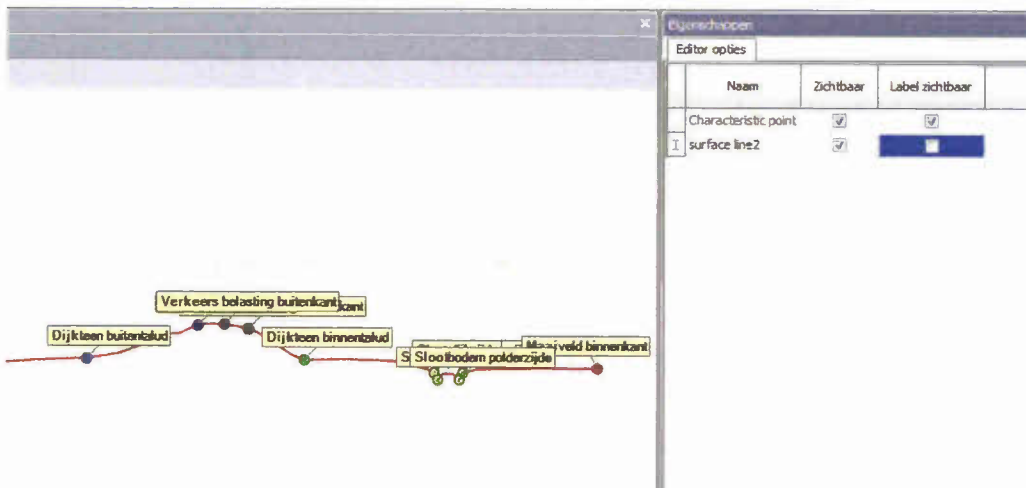 Eigenschappen
Editor opties
Naam Zichtbaar Label zichtbaar
Characteristic point
surface line2
Verkeers belasting buitenkant kant
Dijkteen buitentalud
Dijkteen binnentalud
S Slootbodem polderzijde
Maaiveld binnenkant